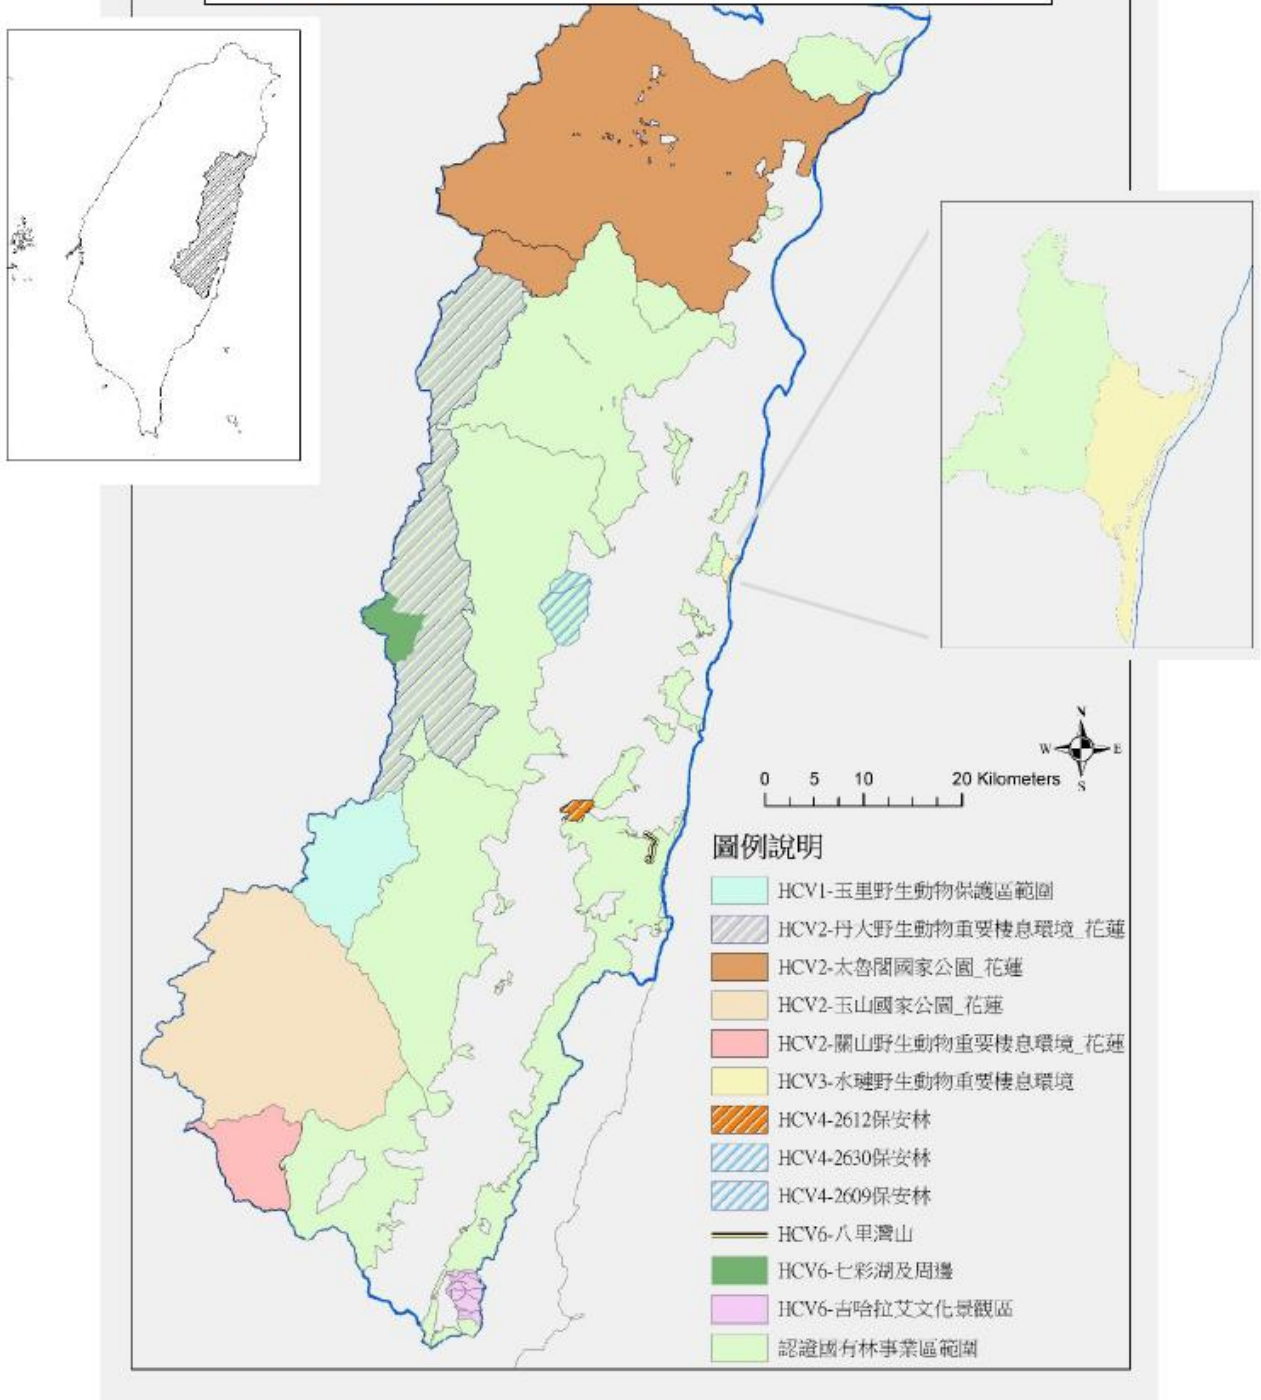 N
W E
S
0 5 10 20 Kilometers
圖例說明
HCV1-玉里野生動物保護區範圍
HCV2-丹大野生動物重要棲息環境_花蓮
HCV2-太魯閣國家公園_花蓮
HCV2-玉山國家公園_花蓮
HCV2-關山野生動物重要棲息環境_花蓮
HCV3-水璉野生動物重要棲息環境
HCV4-2612保安林
HCV4-2630保安林
HCV4-2609保安林
HCV6-八里灣山
HCV6-七彩湖及周邊
HCV6-吉哈拉艾文化景觀區
認證國有林事業區範圍